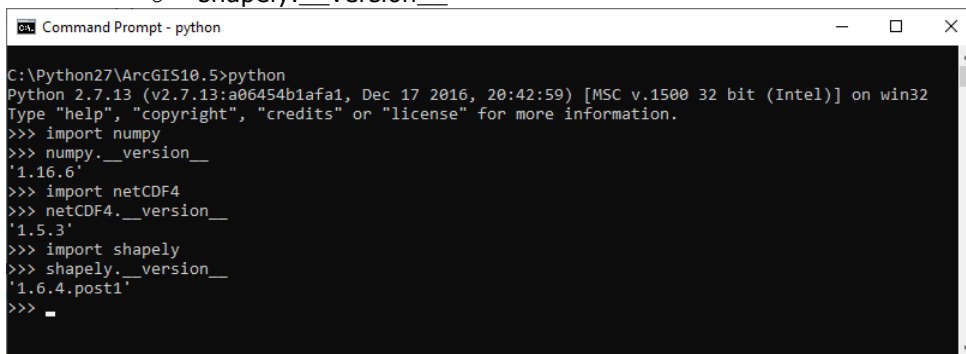 ○ shapely.__version__
Command Prompt - python
C:\Python27\ArcGIS10.5>python
Python 2.7.13 (v2.7.13:a06454b1afa1, Dec 17 2016, 20:42:59) [MSC v.1500 32 bit (Intel)] on win32
Type "help", "copyright", "credits" or "license" for more information.
>>> import numpy
>>> numpy.__version__
'1.16.6'
>>> import netCDF4
>>> netCDF4.__version__
'1.5.3'
>>> import shapely
>>> shapely.__version__
'1.6.4.post1'
>>>